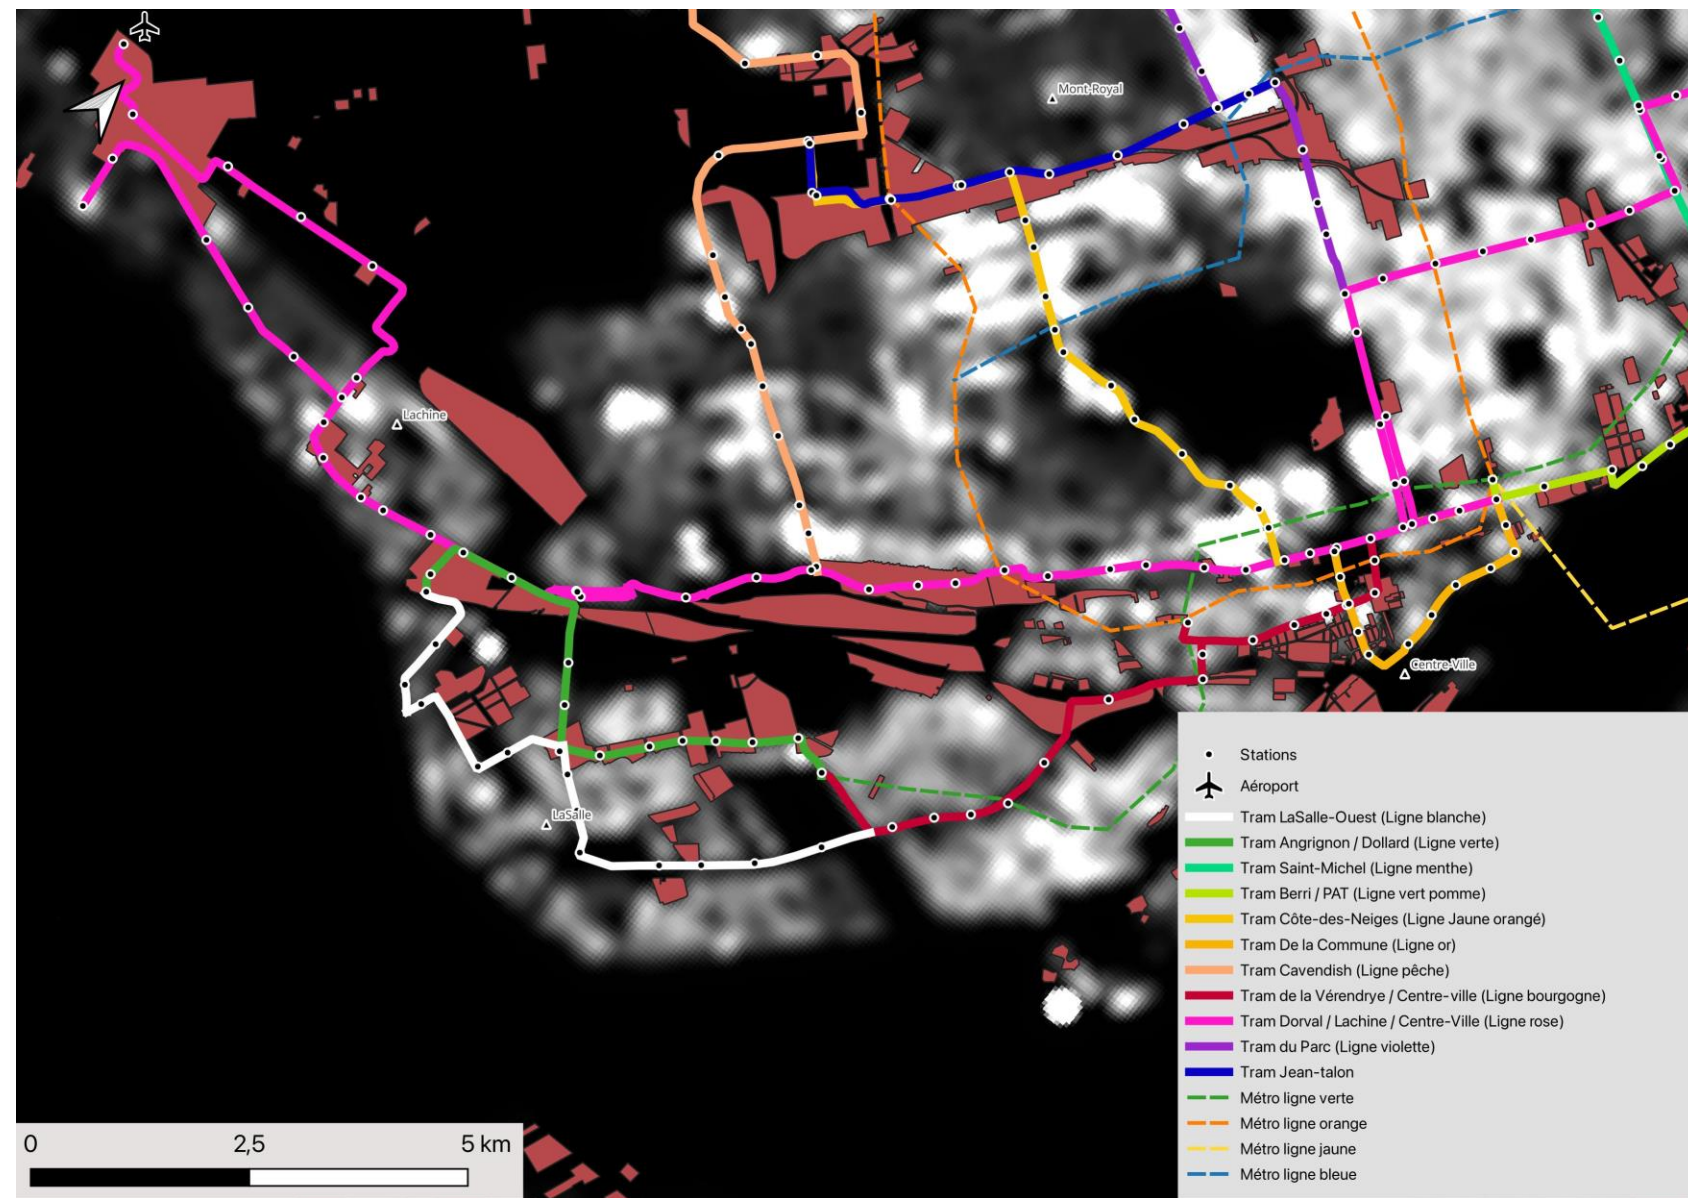 Mont-Royal
Lachine
Centre-Ville
LaSalle
Stations
Aéroport
Tram LaSalle-Ouest (Ligne blanche)
Tram Angrignon / Dollard (Ligne verte)
Tram Saint-Michel (Ligne menthe)
Tram Berri / PAT (Ligne vert pomme)
Tram Côte-des-Neiges (Ligne Jaune orangé)
Tram De la Commune (Ligne or)
Tram Cavendish (Ligne pêche)
Tram de la Vérendrye / Centre-ville (Ligne bourgogne)
Tram Dorval / Lachine / Centre-Ville (Ligne rose)
Tram du Parc (Ligne violette)
Tram Jean-talon
Métro ligne verte
Métro ligne orange
Métro ligne jaune
Métro ligne bleue
0 2,5 5 km